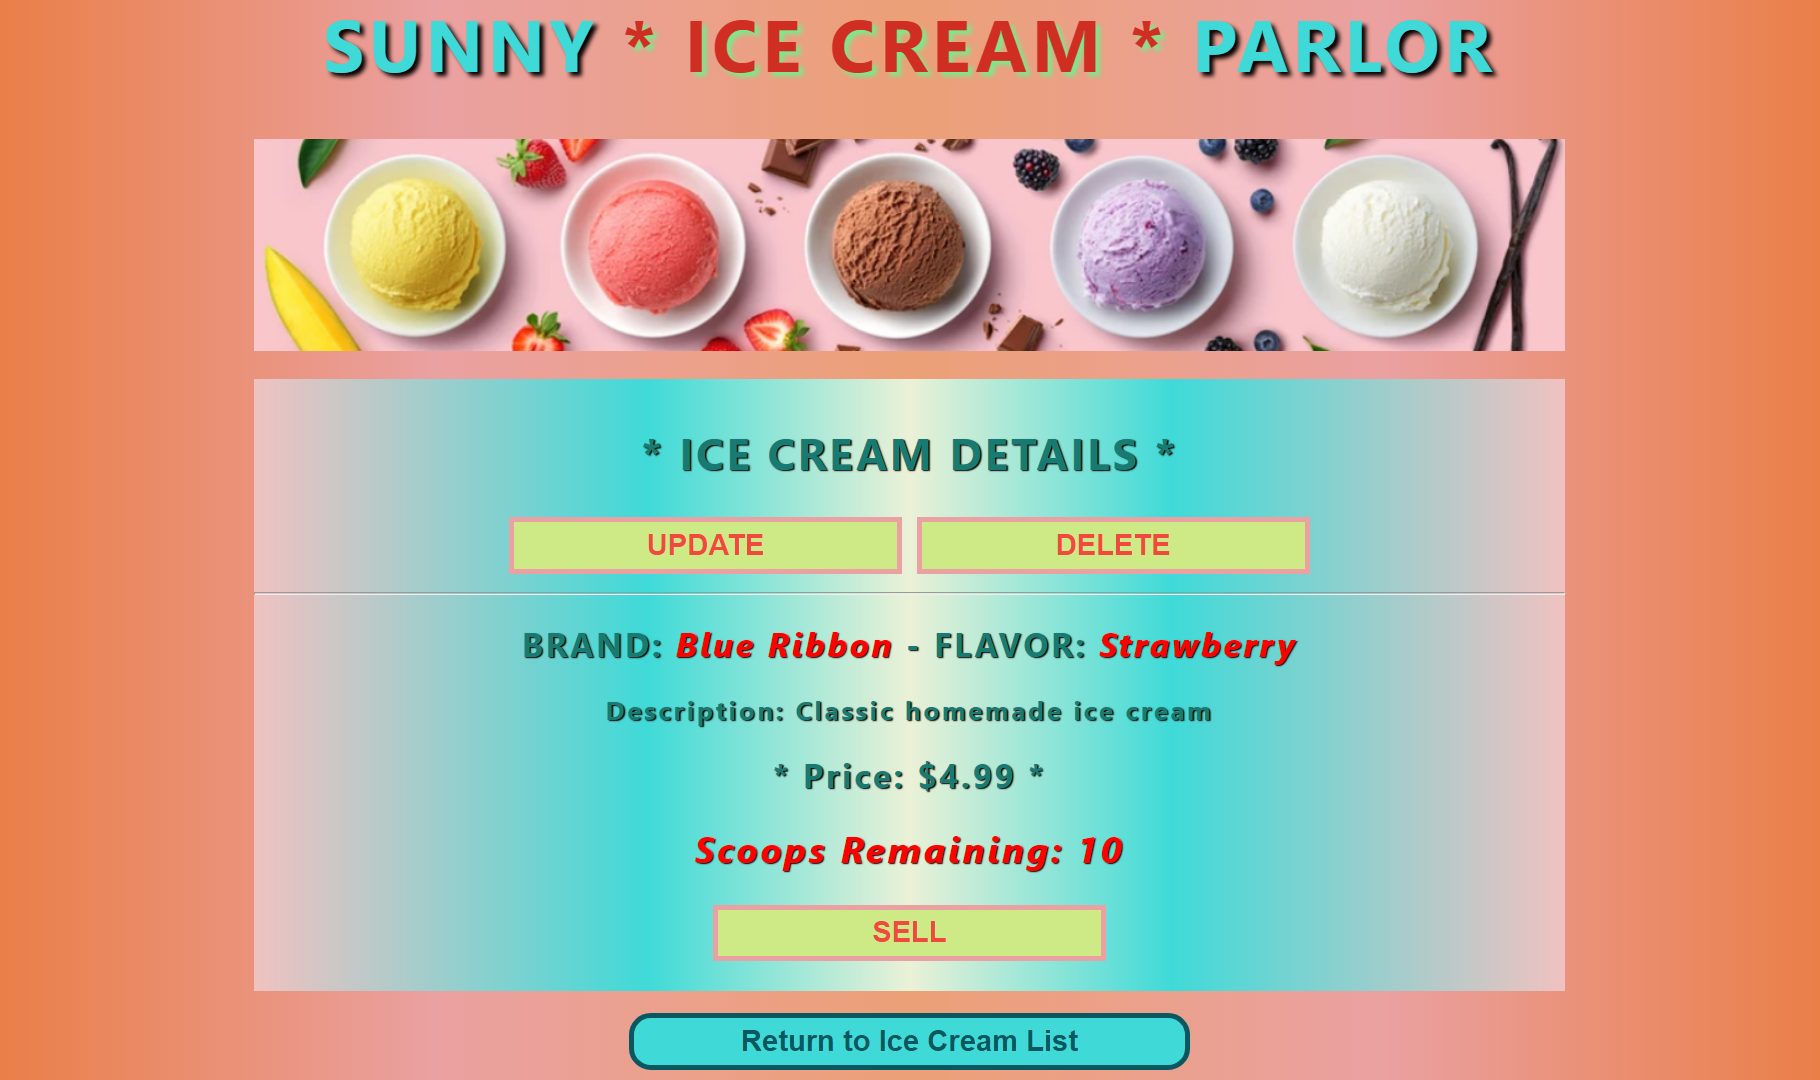 SUNNY * ICE CREAM * PARLOR
* ICE CREAM DETAILS *
UPDATE DELETE
BRAND: Blue Ribbon - FLAVOR: Strawberry
Description: Classic homemade ice cream
* Price: $4.99 *
Scoops Remaining: 10
SELL
Return to Ice Cream List